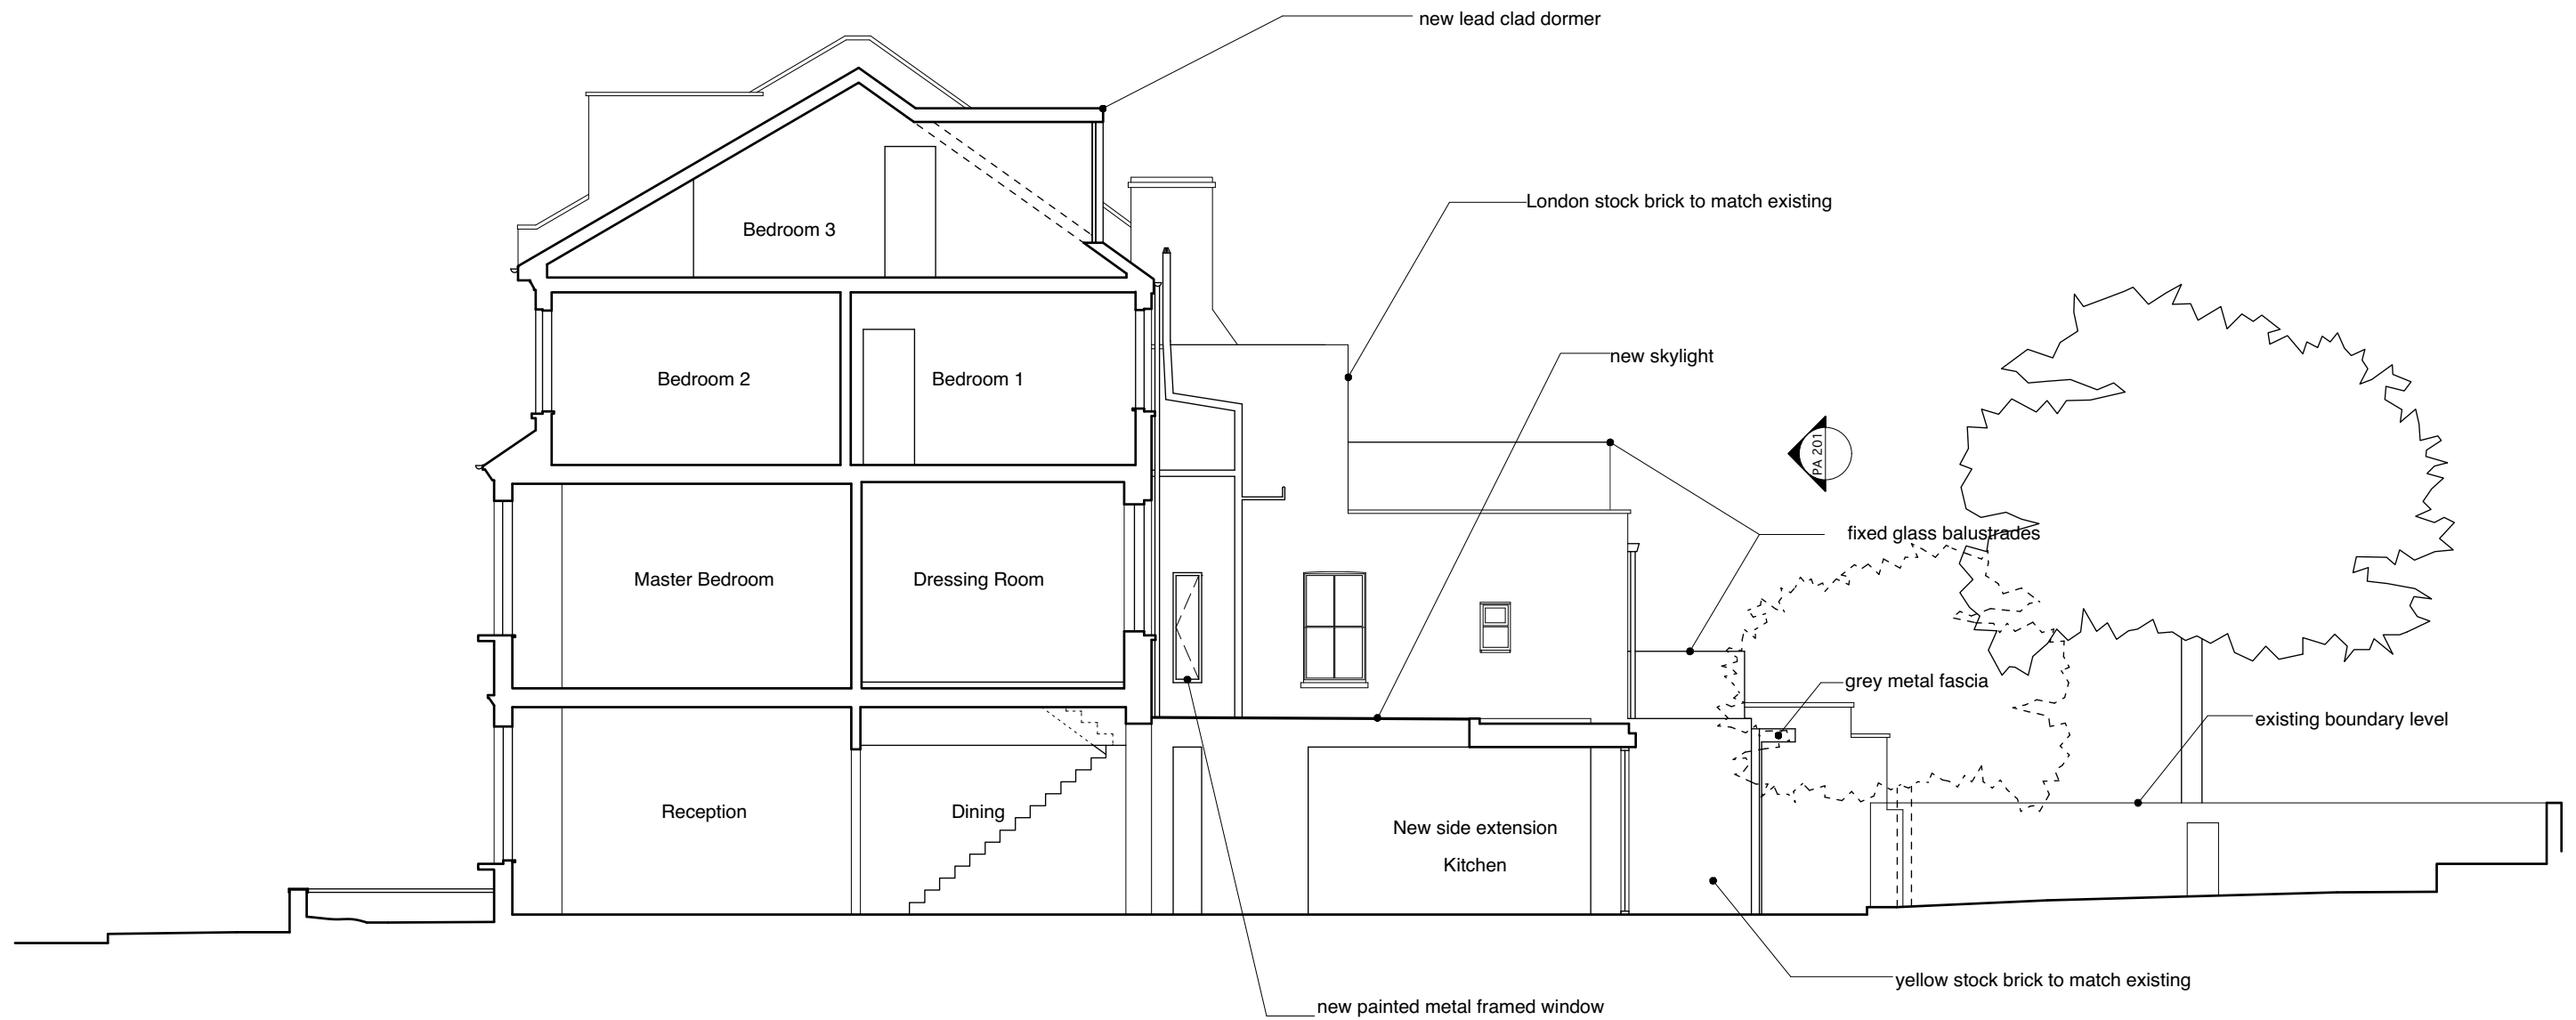 new lead clad dormer
London stock brick to match existing
Bedroom 3
new skylight
Bedroom 2
Bedroom 1
PA 201
fixed glass balustrades
Master Bedroom
Dressing Room
grey metal fascia
existing boundary level
Reception
Dining
New side extension
Kitchen
yellow stock brick to match existing
new painted metal framed window